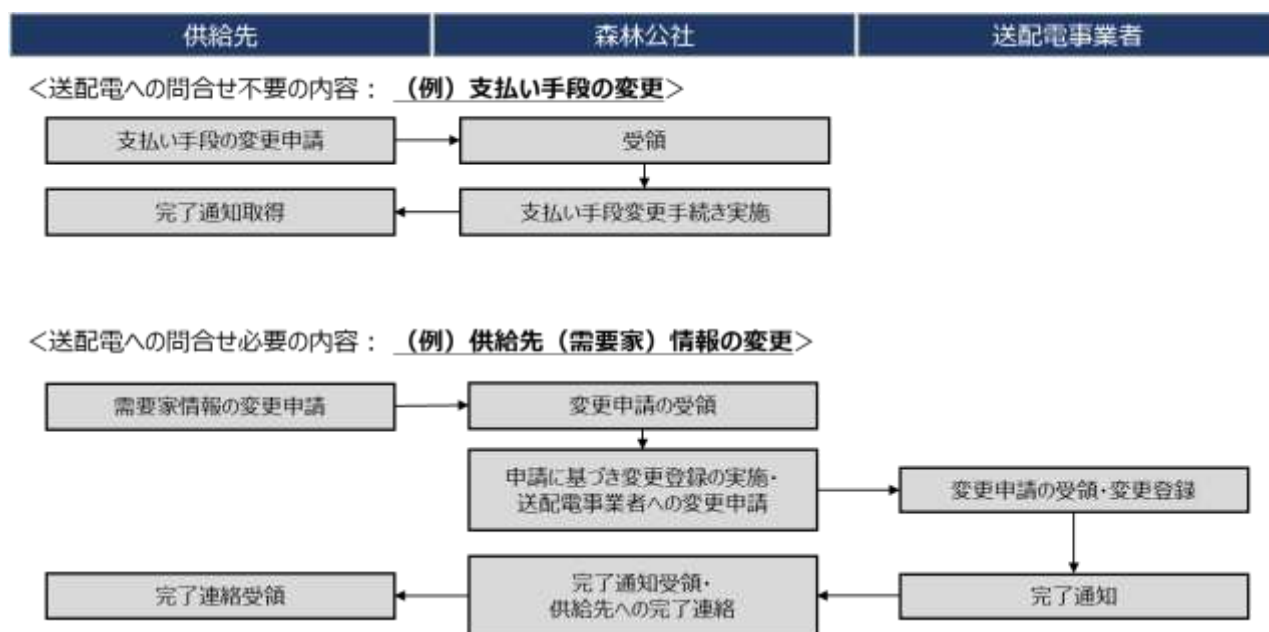 供給先
森林公社
送配電事業者
＜送配電への問合せ不要の内容： （例）支払い手段の変更＞
支払い手段の変更申請
受領
完了通知取得
支払い手段変更手続き実施
＜送配電への問合せ必要の内容： （例）供給先（需要家）情報の変更＞
需要家情報の変更申請
変更申請の受領
申請に基づき変更登録の実施・
送配電事業者への変更申請
変更申請の受領・変更登録
完了連絡受領
完了通知受領・
供給先への完了連絡
完了通知